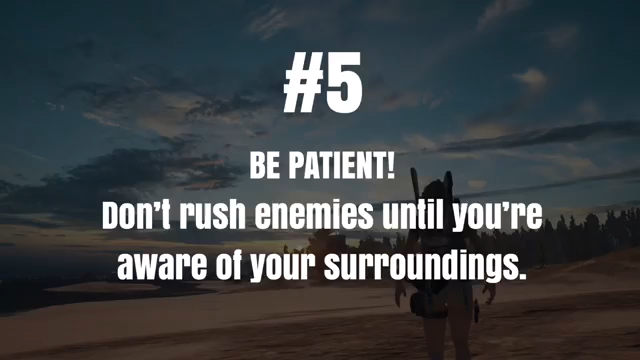 #5
BE PATIENT!
Don't rush enemies until you're
aware of your surroundings.